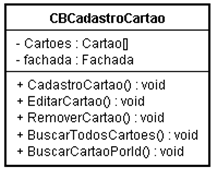 CBCadastroCartao
- Cartoes : Cartao[]
- fachada : Fachada
+ CadastroCartao() : void
+ EditarCartao() : void
+ RemoverCartao() : void
+ BuscarTodosCartoes() : void
+ BuscarCartaoPorId() : void